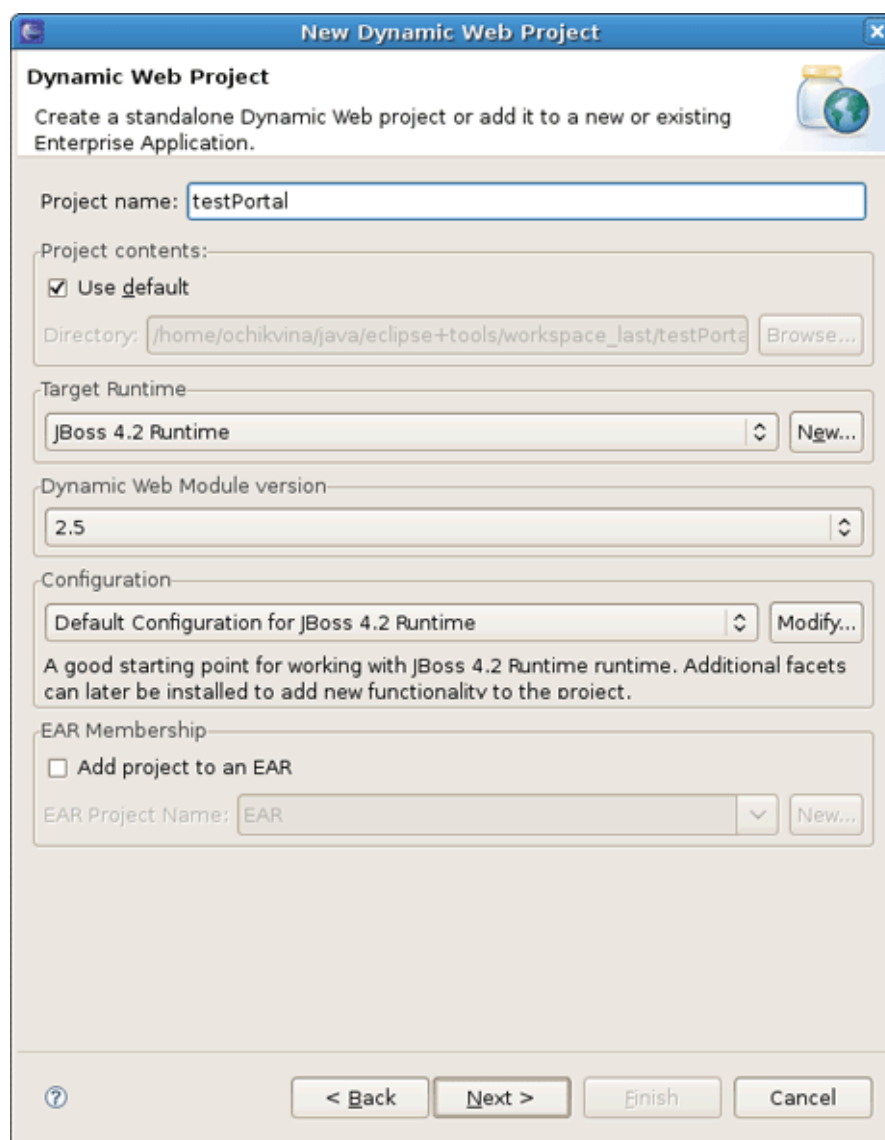 New Dynamic Web Project
Dynamic Web Project
Create a standalone Dynamic Web project or add it to a new or existing
Enterprise Application.
Project name: testPortal
Project contents:
Use default
Directory: /home/ochikvina/java/eclipse+tools/workspace_last/testPorta Browse...
Target Runtime
JBoss 4.2 Runtime New...
Dynamic Web Module version
2.5
Configuration
Default Configuration for JBoss 4.2 Runtime Modify...
A good starting point for working with JBoss 4.2 Runtime runtime. Additional facets
can later be installed to add new functionality to the project.
EAR Membership
Add project to an EAR
EAR Project Name: EAR New...
? < Back Next > Finish Cancel